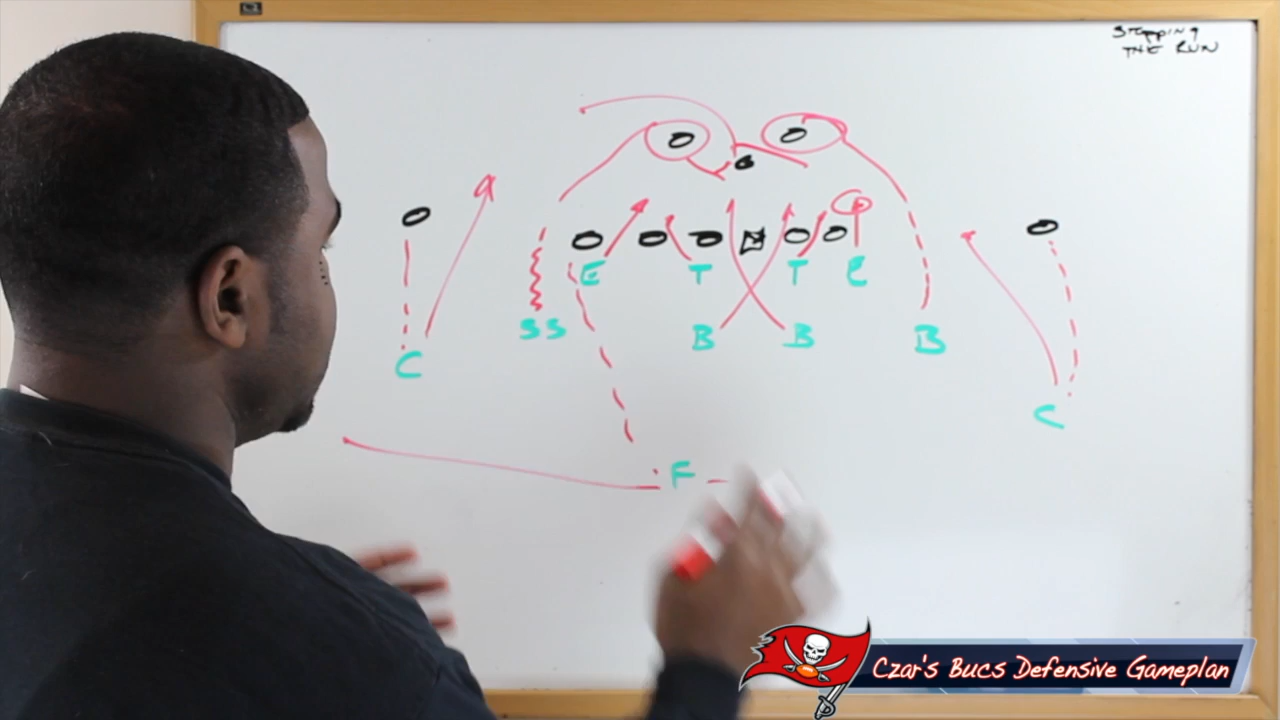 Stopping
THE RUN
E T T E
SS B B B
C
C
F
Czar's Bucs Defensive Gameplan